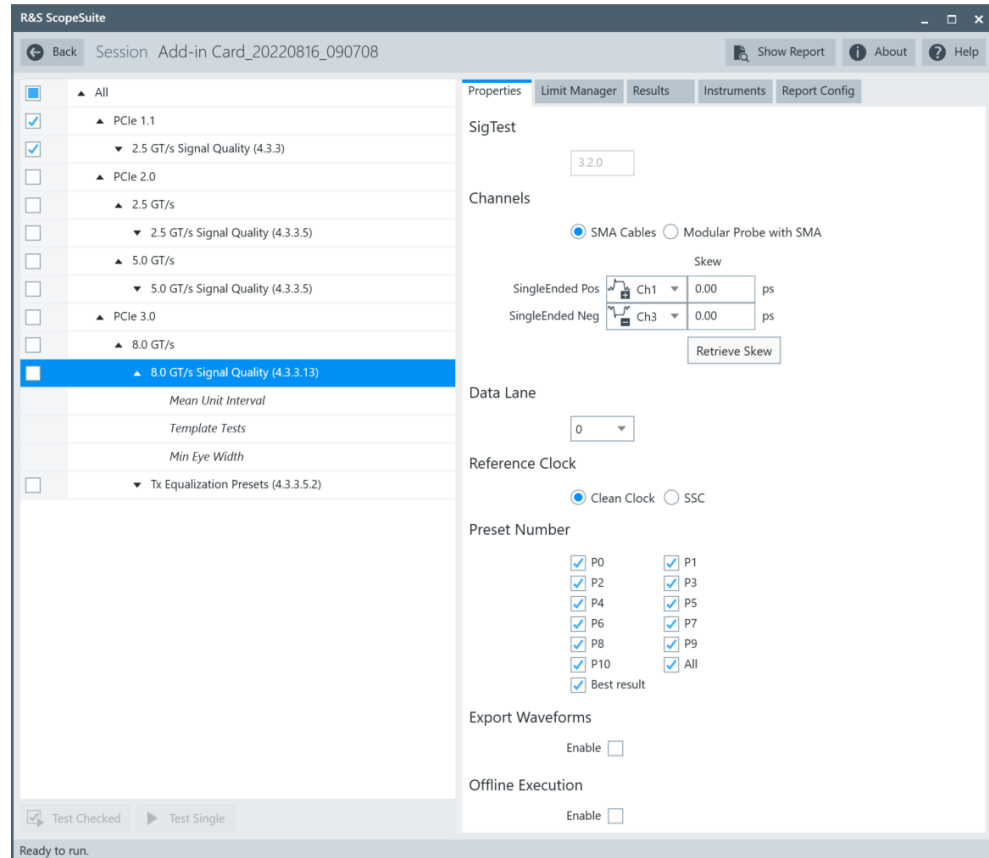 R&S ScopeSuite
Back Session Add-in Card_20220816_090708 Show Report About Help
All
PCIe 1.1
2.5 GT/s Signal Quality (4.3.3)
PCIe 2.0
2.5 GT/s
2.5 GT/s Signal Quality (4.3.3.5)
5.0 GT/s
5.0 GT/s Signal Quality (4.3.3.5)
PCIe 3.0
8.0 GT/s
8.0 GT/s Signal Quality (4.3.3.13)
Mean Unit Interval
Template Tests
Min Eye Width
Tx Equalization Presets (4.3.3.5.2)
Test Checked Test Single
Properties Limit Manager Results Instruments Report Config
SigTest
3.2.0
Channels
SMA Cables Modular Probe with SMA
Skew
SingleEnded Pos Ch1 0.00 ps
SingleEnded Neg Ch3 0.00 ps
Retrieve Skew
Data Lane
0
Reference Clock
Clean Clock SSC
Preset Number
P0 P1
P2 P3
P4 P5
P6 P7
P8 P9
P10 All
Best result
Export Waveforms
Enable
Offline Execution
Enable
Ready to run.